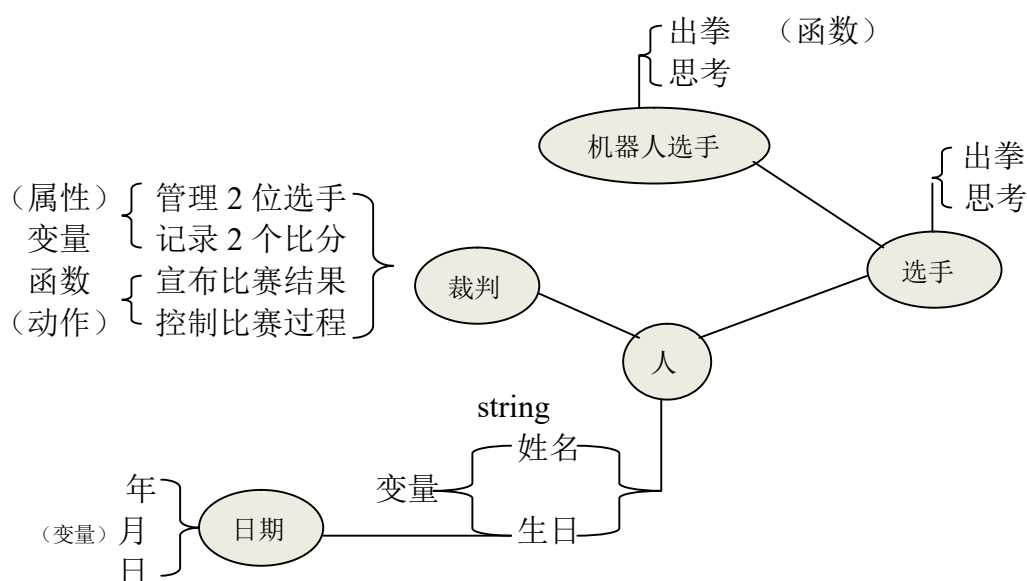 出拳 （函数）
思考
机器人选手
出拳
思考
选手
（属性） 管理 2 位选手
变量 记录 2 个比分
函数 宣布比赛结果
（动作） 控制比赛过程
裁判
人
string
姓名
变量
生日
年
（变量） 月
日
日期